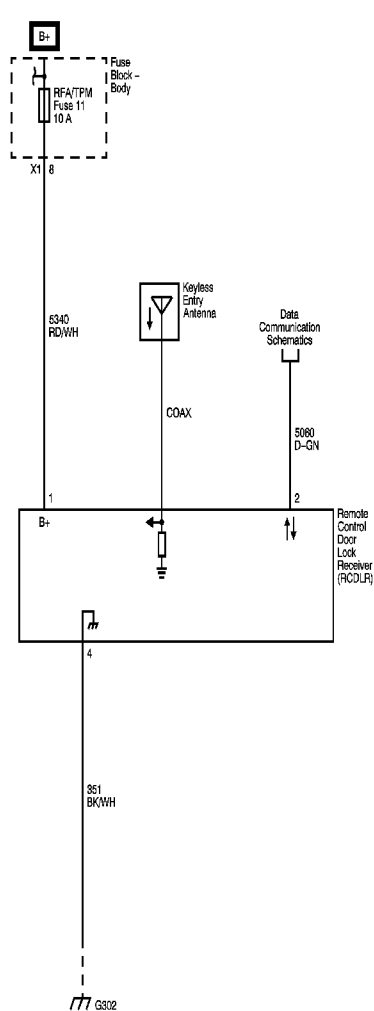 B+
Fuse
Block –
Body
RFA/TPM
Fuse 11
10 A
X1 8
Keyless
Entry
Antenna
Data
Communication
Schematics
5340
RD/WH
COAX
5060
D-GN
1
2
B+
Remote
Control
Door
Lock
Receiver
(RCDLR)
4
351
BK/WH
G302